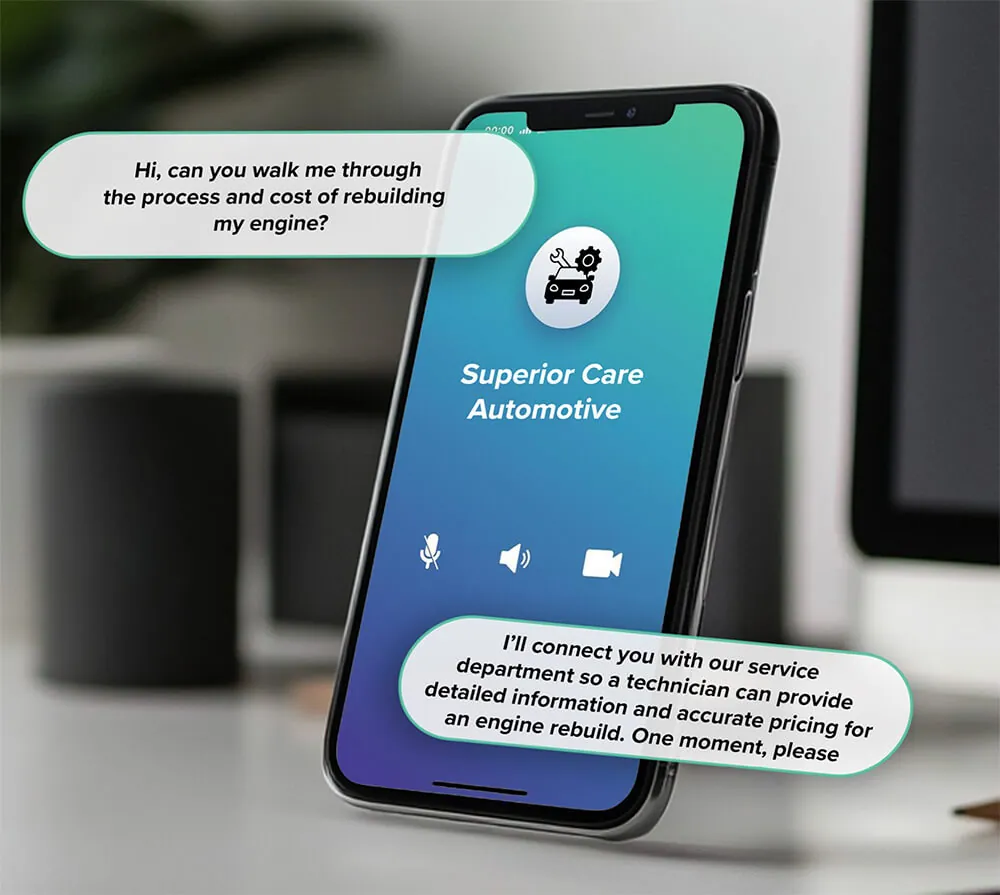 00:00
Hi, can you walk me through
the process and cost of rebuilding
my engine?
Superior Care
Automotive
I’ll connect you with our service
department so a technician can provide
detailed information and accurate pricing for
an engine rebuild. One moment, please